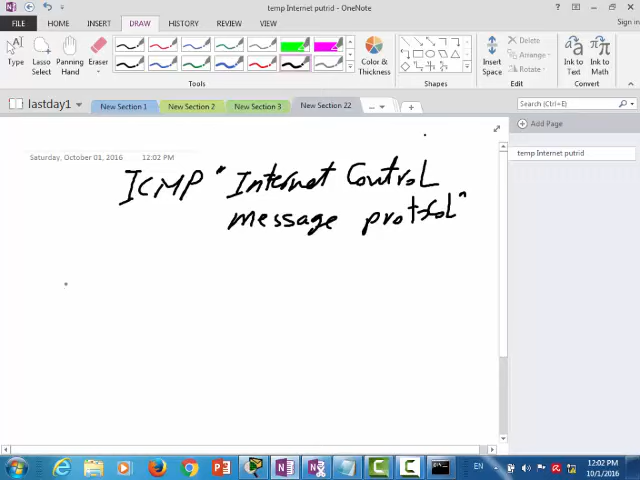 temp Internet putrid - OneNote
FILE HOME INSERT DRAW HISTORY REVIEW VIEW Sign in
Type Lasso Select Panning Hand Eraser Color & Thickness Insert Space Delete Arrange Rotate Ink to Text Ink to Math
Tools Shapes Edit Convert
lastday1 New Section 1 New Section 2 New Section 3 New Section 22 ... + Search (Ctrl+E)
Add Page
temp Internet putrid
Saturday, October 01, 2016 12:02 PM
ICMP "Internet Control
message protcol"
EN 12:02 PM
10/1/2016